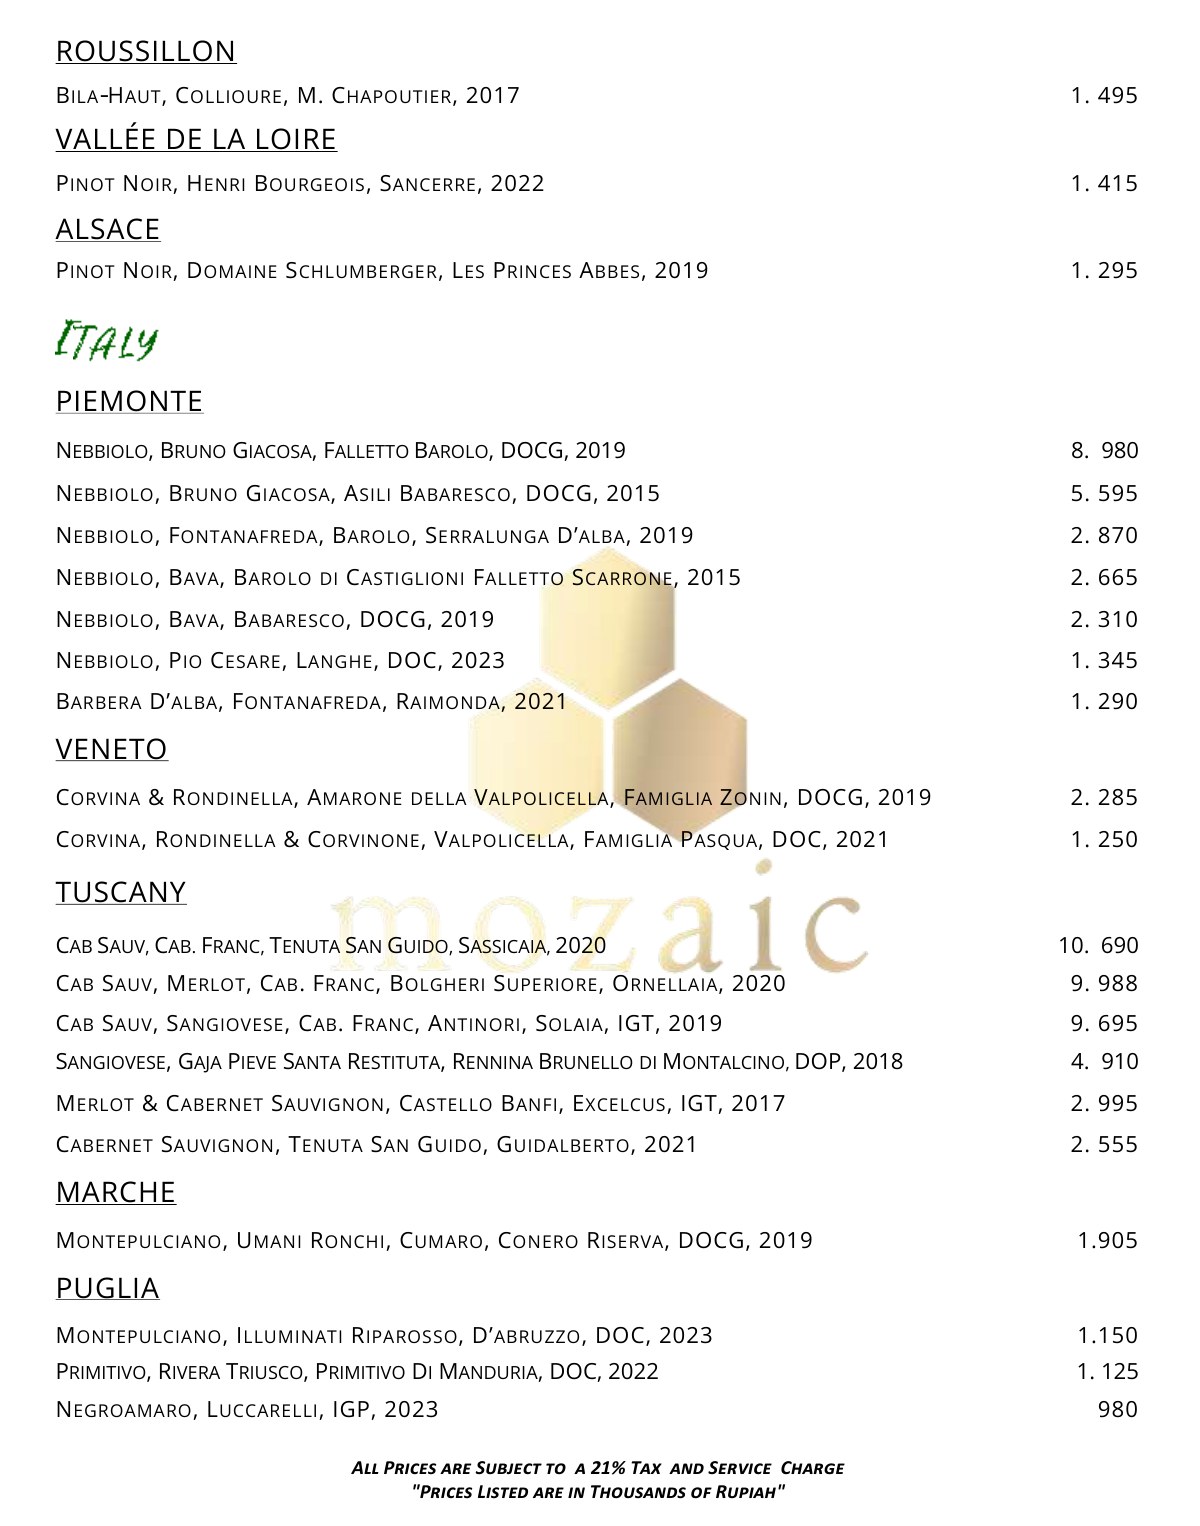 ROUSSILLON
BILA-HAUT, COLLIOURE, M. CHAPOUTIER, 2017 1. 495
VALLÉE DE LA LOIRE
PINOT NOIR, HENRI BOURGEOIS, SANCERRE, 2022 1. 415
ALSACE
PINOT NOIR, DOMAINE SCHLUMBERGER, LES PRINCES ABBES, 2019 1. 295
ITALY
PIEMONTE
NEBBIOLO, BRUNO GIACOSA, FALLETTO BAROLO, DOCG, 2019 8. 980
NEBBIOLO, BRUNO GIACOSA, ASILI BABARESCO, DOCG, 2015 5. 595
NEBBIOLO, FONTANAFREDA, BAROLO, SERRALUNGA D’ALBA, 2019 2. 870
NEBBIOLO, BAVA, BAROLO DI CASTIGLIONI FALLETTO SCARRONE, 2015 2. 665
NEBBIOLO, BAVA, BABARESCO, DOCG, 2019 2. 310
NEBBIOLO, PIO CESARE, LANGHE, DOC, 2023 1. 345
BARBERA D’ALBA, FONTANAFREDA, RAIMONDA, 2021 1. 290
VENETO
CORVINA & RONDINELLA, AMARONE DELLA VALPOLICELLA, FAMIGLIA ZONIN, DOCG, 2019 2. 285
CORVINA, RONDINELLA & CORVINONE, VALPOLICELLA, FAMIGLIA PASQUA, DOC, 2021 1. 250
mozaic
TUSCANY
CAB SAUV, CAB. FRANC, TENUTA SAN GUIDO, SASSICAIA, 2020 10. 690
CAB SAUV, MERLOT, CAB. FRANC, BOLGHERI SUPERIORE, ORNELLAIA, 2020 9. 988
CAB SAUV, SANGIOVESE, CAB. FRANC, ANTINORI, SOLAIA, IGT, 2019 9. 695
SANGIOVESE, GAJA PIEVE SANTA RESTITUTA, RENNINA BRUNELLO DI MONTALCINO, DOP, 2018 4. 910
MERLOT & CABERNET SAUVIGNON, CASTELLO BANFI, EXCELCUS, IGT, 2017 2. 995
CABERNET SAUVIGNON, TENUTA SAN GUIDO, GUIDALBERTO, 2021 2. 555
MARCHE
MONTEPULCIANO, UMANI RONCHI, CUMARO, CONERO RISERVA, DOCG, 2019 1.905
PUGLIA
MONTEPULCIANO, ILLUMINATI RIPAROSSO, D’ABRUZZO, DOC, 2023 1.150
PRIMITIVO, RIVERA TRIUSCO, PRIMITIVO DI MANDURIA, DOC, 2022 1. 125
NEGROAMARO, LUCCARELLI, IGP, 2023 980
ALL PRICES ARE SUBJECT TO A 21% TAX AND SERVICE CHARGE
"PRICES LISTED ARE IN THOUSANDS OF RUPIAH"